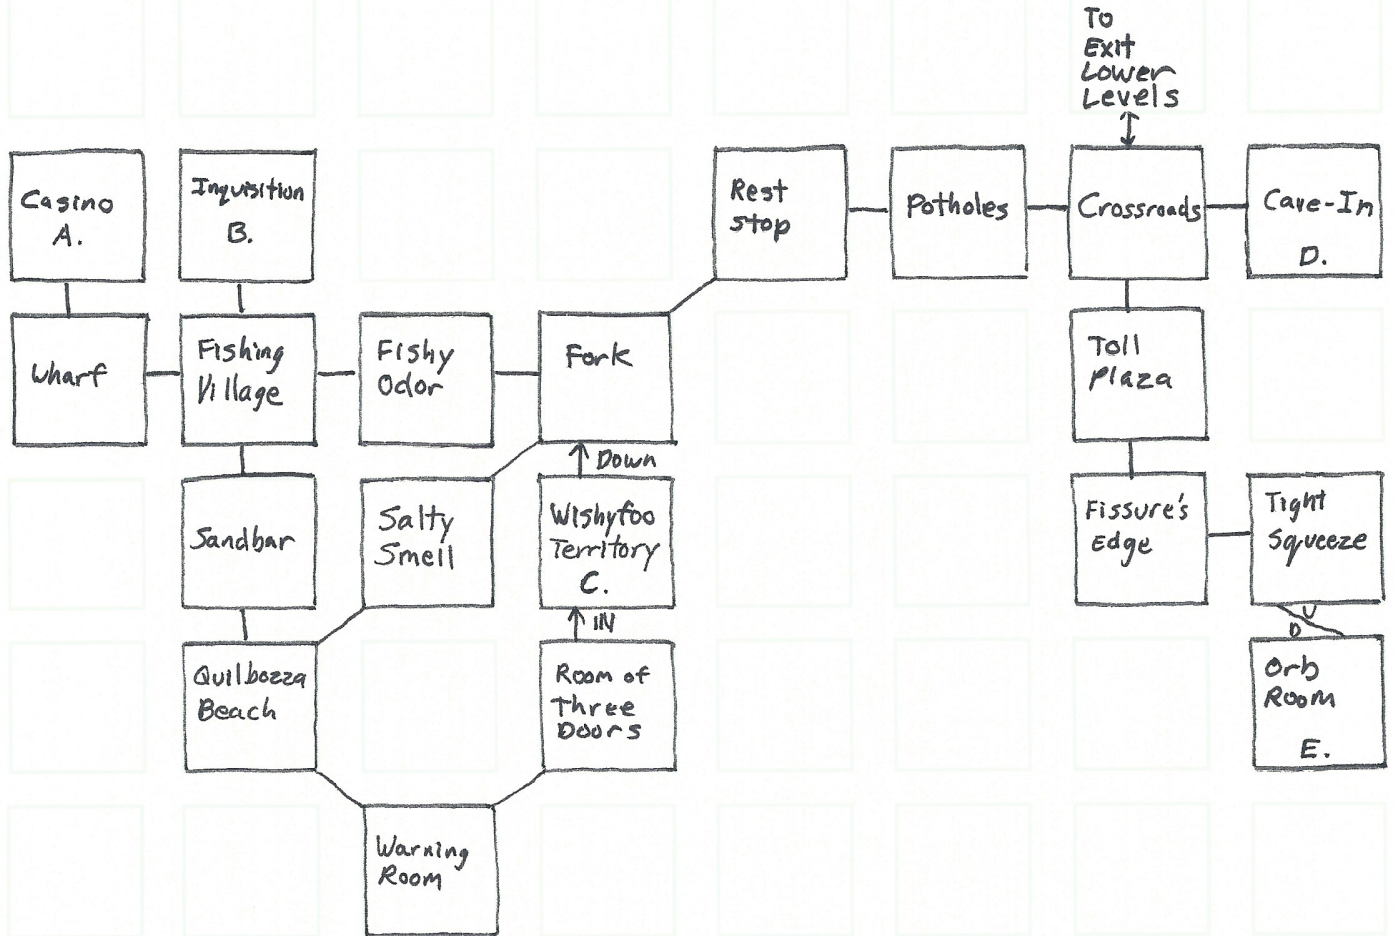 To
Exit
Lower
Levels
Casino
A.
Inquisition
B.
Rest
Stop
Potholes
Crossroads
Cave-In
D.
Wharf
Fishing
Village
Fishy
Odor
Fork
Toll
Plaza
Down
Sandbar
Salty
Smell
Wishyfoo
Territory
C.
Fissure's
Edge
Tight
Squeeze
IN
U
D
Quilbozza
Beach
Room of
Three
Doors
Orb
Room
E.
Warning
Room